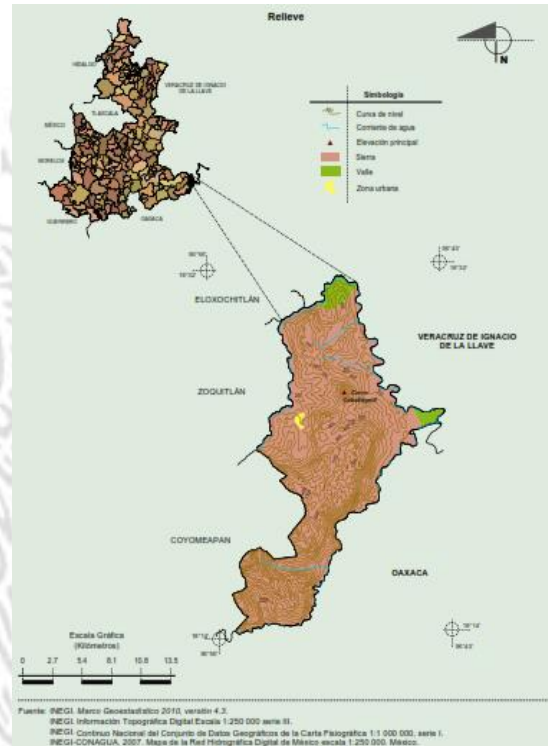 Relieve
N
HIDALGO
VERACRUZ DE IGNACIO
DE LA LLAVE
TLAXCALA
MÉXICO
MORELOS
GUERRERO
OAXACA
Simbología
Curva de nivel
Corriente de agua
Elevación principal
Sierra
Valle
Zona urbana
ELOXOCHITLÁN
VERACRUZ DE IGNACIO
DE LA LLAVE
ZOQUITLÁN
Cerro
COYOMEAPAN
OAXACA
Escala Gráfica
(Kilómetros)
0 2.7 5.4 8.1 10.8 13.5
Fuente: INEGI. Marco Geoestadístico 2010, versión 4.3.
INEGI. Información Topográfica Digital Escala 1:250 000 serie III.
INEGI. Continuo Nacional del Conjunto de Datos Geográficos de la Carta Fisiográfica 1:1 000 000, serie I.
INEGI-CONAGUA. 2007. Mapa de la Red Hidrográfica Digital de México escala 1:250 000. México.